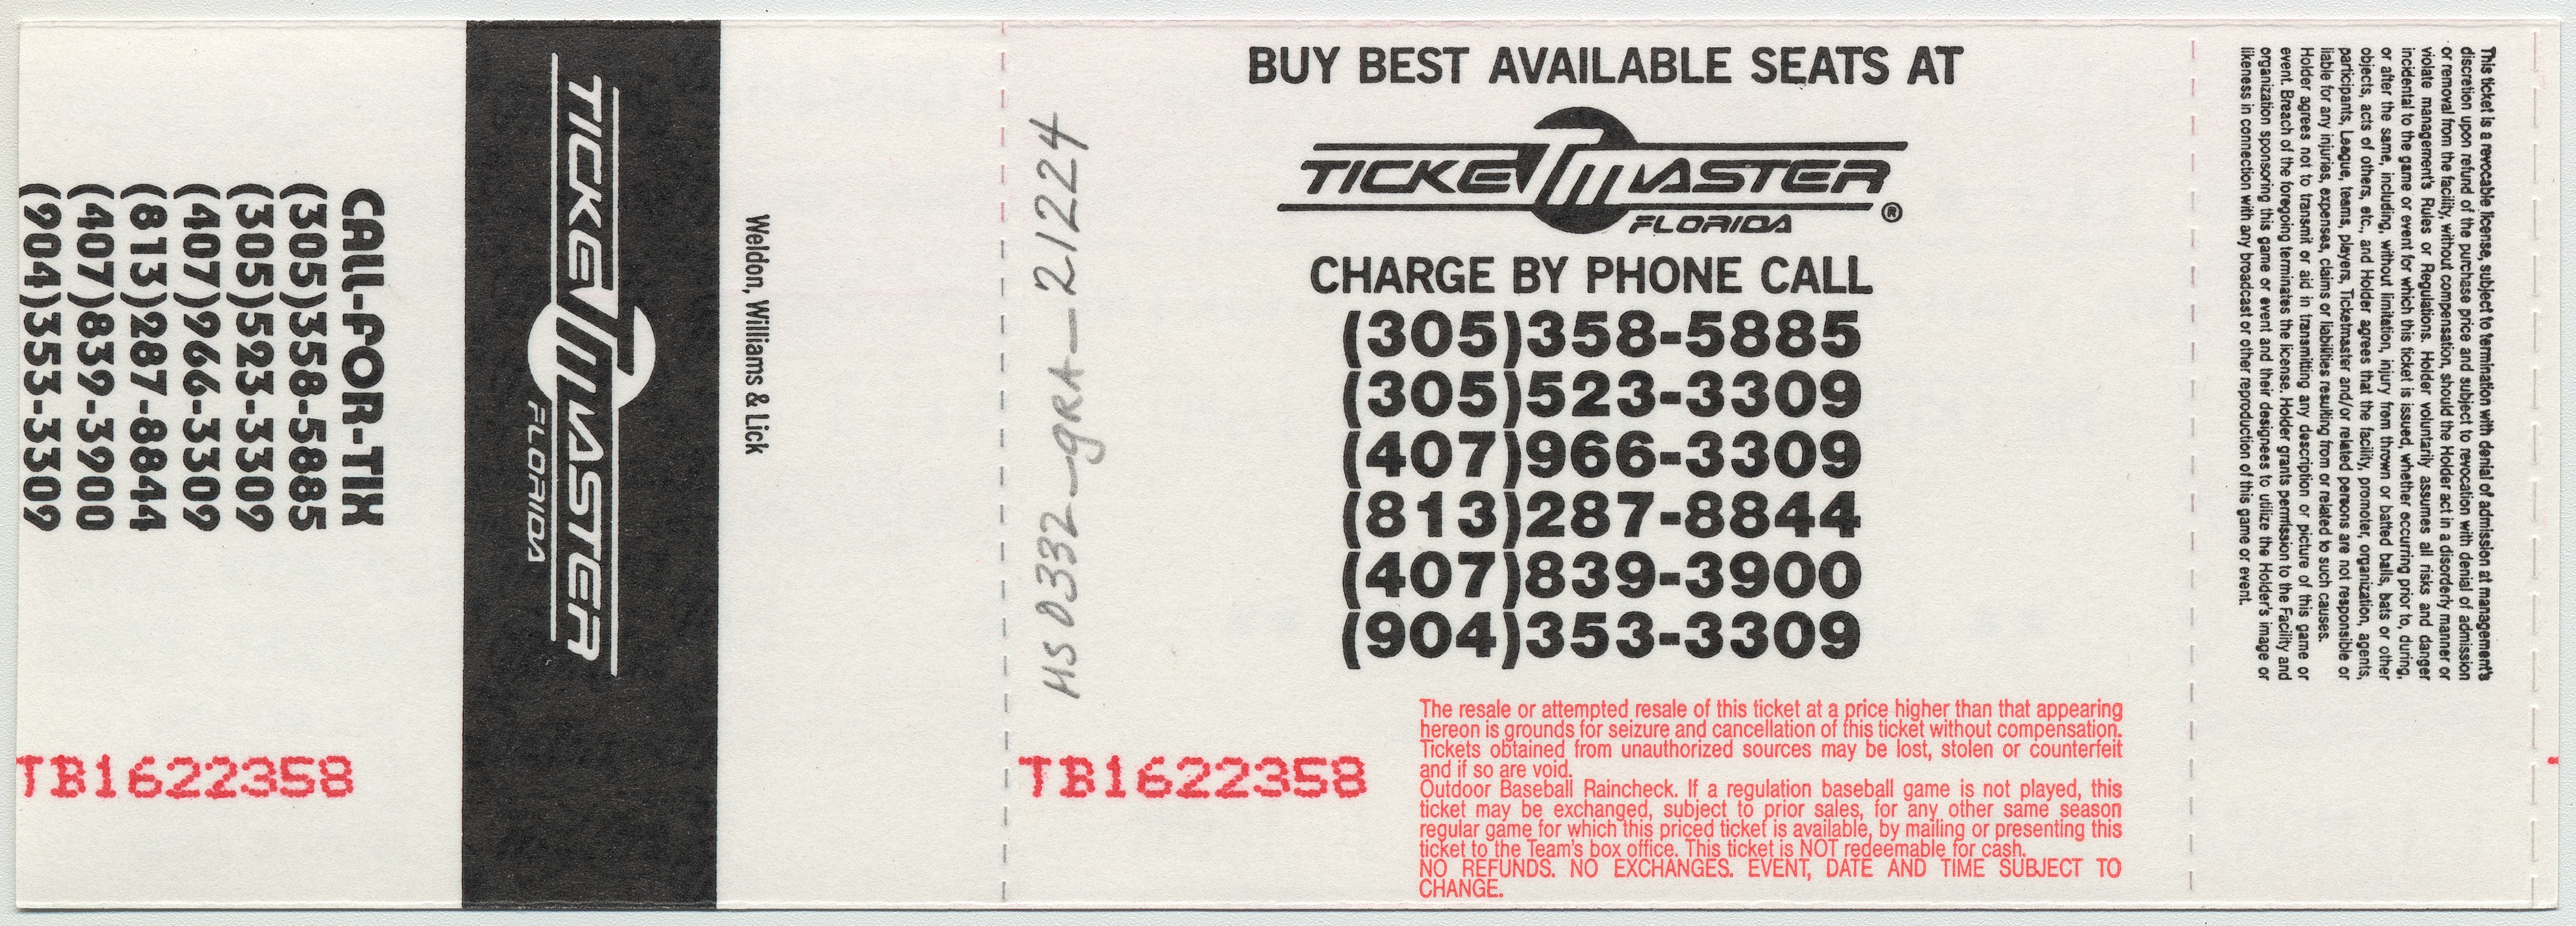 CALL-FOR-TIX
(305)358-5885
(305)523-3309
(407)966-3309
(813)287-8844
(407)839-3900
(904)353-3309
TB1622358
TICKETMASTER
FLORIDA
Weldon, Williams & Lick
HS0332-gRA-21224
TB1622358
BUY BEST AVAILABLE SEATS AT
TICKETMASTER
®
FLORIDA
CHARGE BY PHONE CALL
(305)358-5885
(305)523-3309
(407)966-3309
(813)287-8844
(407)839-3900
(904)353-3309
The resale or attempted resale of this ticket at a price higher than that appearing
hereon is grounds for seizure and cancellation of this ticket without compensation.
Tickets obtained from unauthorized sources may be lost, stolen or counterfeit
and if so are void.
Outdoor Baseball Raincheck. If a regulation baseball game is not played, this
ticket may be exchanged, subject to prior sales, for any other same season
regular game for which this priced ticket is available, by mailing or presenting this
ticket to the Team's box office. This ticket is NOT redeemable for cash.
NO REFUNDS. NO EXCHANGES. EVENT, DATE AND TIME SUBJECT TO
CHANGE.
This ticket is a revocable license, subject to termination with denial of admission at management's
discretion upon refund of the purchase price and subject to revocation with denial of admission
or removal from the facility, without compensation, should the Holder act in a disorderly manner or
violate management's Rules or Regulations. Holder voluntarily assumes all risks and danger
incidental to the game or event for which this ticket is issued, whether occurring prior to, during,
or after the same, including, without limitation, injury from thrown or batted balls, bats or other
objects, acts of others, etc., and Holder agrees that the facility, promoter, organization, agents,
participants, League, teams, players, Ticketmaster and/or related persons are not responsible or
liable for any injuries, expenses, claims or liabilities resulting from or related to such causes.
Holder agrees not to transmit or aid in transmitting any description or picture of this game or
event. Breach of the foregoing terminates the license. Holder grants permission to the Facility and
organization sponsoring this game or event and their designees to utilize the Holder's image or
likeness in connection with any broadcast or other reproduction of this game or event.